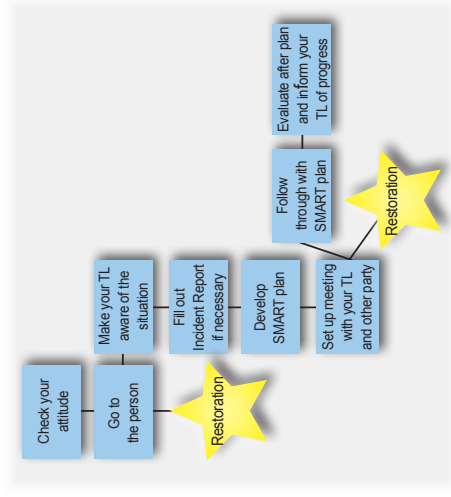 Check your
attitude
Go to
the person
Restoration
Make your TL
aware of the
situation
Fill out
Incident Report
if necessary
Develop
SMART plan
Set up meeting
with your TL
and other party
Restoration
Follow
through with
SMART plan
Evaluate after plan
and inform your
TL of progress